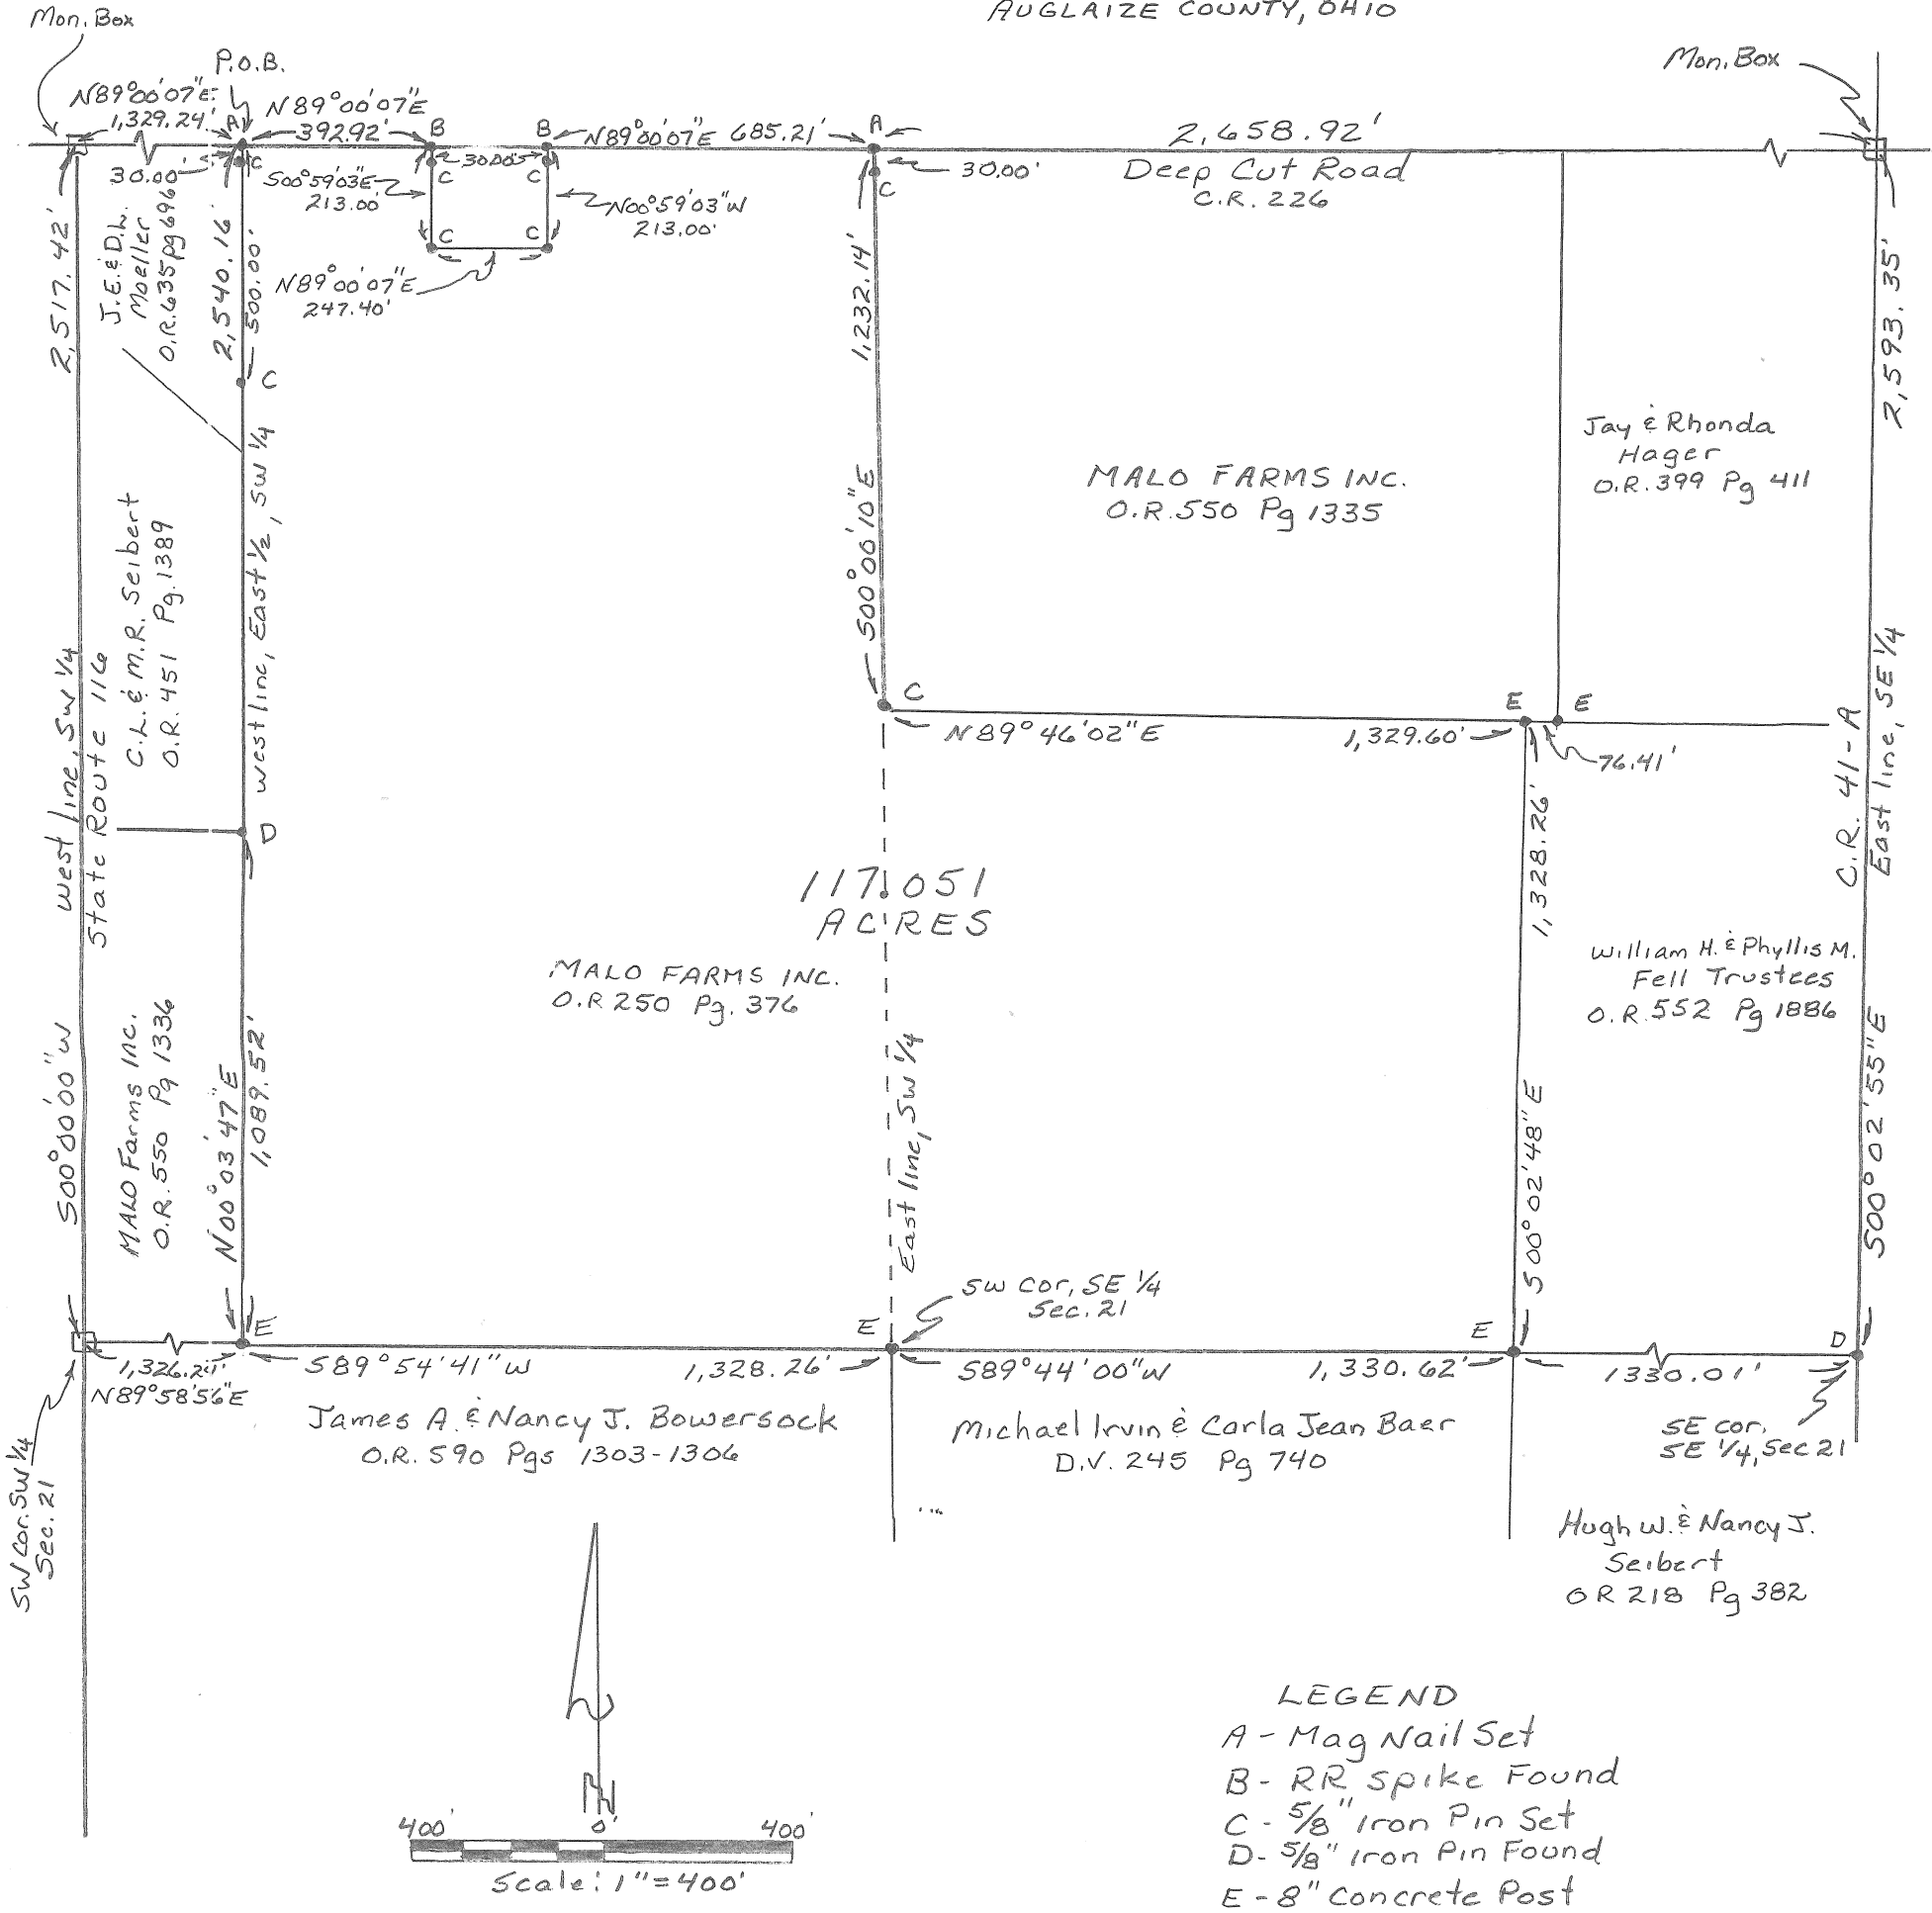 AUGLAIZE COUNTY, OHIO
Mon. Box
Mon. Box
P.O.B.
N89°00'07"E
1,329.24'
A
N89°00'07"E
392.92'
B
B
N89°00'07"E 685.21'
A
2,658.92'
Deep Cut Road
C.R. 226
30.00'
C
30.00'
C
C
30.00'
C
S00°59'03"E
213.00'
N00°59'03"W
213.00'
C
C
N89°00'07"E
247.40'
2,517.42'
J.E. & D.L.
Moeller
O.R. 635 Pg 696
2,540.16'
500.00'
C
1,232.14'
S00°00'10"E
2,593.35'
West line, East 1/2, SW 1/4
C.L. & M.R. Seibert
O.R. 451 Pg. 1389
MALO FARMS INC.
O.R. 550 Pg 1335
Jay & Rhonda
Hager
O.R. 399 Pg 411
West line, SW 1/4
State Route 116
C
N89°46'02"E
1,329.60'
E
E
76.41'
C.R. 41-A
East line, SE 1/4
D
117.051
ACRES
1,328.26'
MALO FARMS INC.
O.R 250 Pg. 376
William H. & Phyllis M.
Fell Trustees
O.R. 552 Pg 1886
S00°00'00"W
MALO Farms Inc.
O.R. 550 Pg 1336
N00°03'47"E
1,089.52'
East line, SW 1/4
S00°02'48"E
S00°02'55"E
SW Cor, SE 1/4
Sec. 21
E
E
E
D
N89°58'56"E
S89°54'41"W
1,328.26'
S89°44'00"W
1,330.62'
1330.01'
James A. & Nancy J. Bowersock
O.R. 590 Pgs 1303-1306
Michael Irvin & Carla Jean Baer
D.V. 245 Pg 740
SE cor,
SE 1/4, Sec 21
SW Cor. SW 1/4
Sec. 21
Hugh W. & Nancy J.
Seibert
OR 218 Pg 382
N
400'
0'
400'
Scale: 1"=400'
LEGEND
A - Mag Nail Set
B - RR Spike Found
C - 5/8" Iron Pin Set
D- 5/8" Iron Pin Found
E - 8" Concrete Post